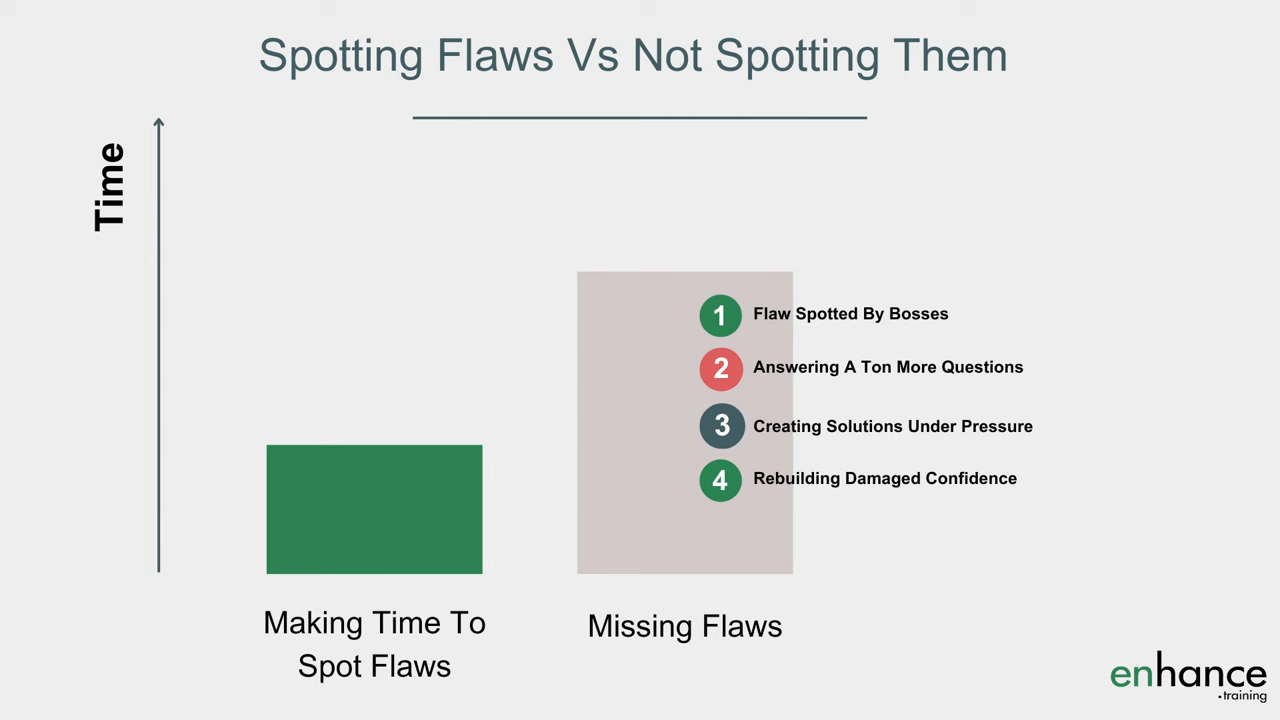 Spotting Flaws Vs Not Spotting Them
Time
1 Flaw Spotted By Bosses
2 Answering A Ton More Questions
3 Creating Solutions Under Pressure
4 Rebuilding Damaged Confidence
Making Time To
Spot Flaws
Missing Flaws
enhance
.training